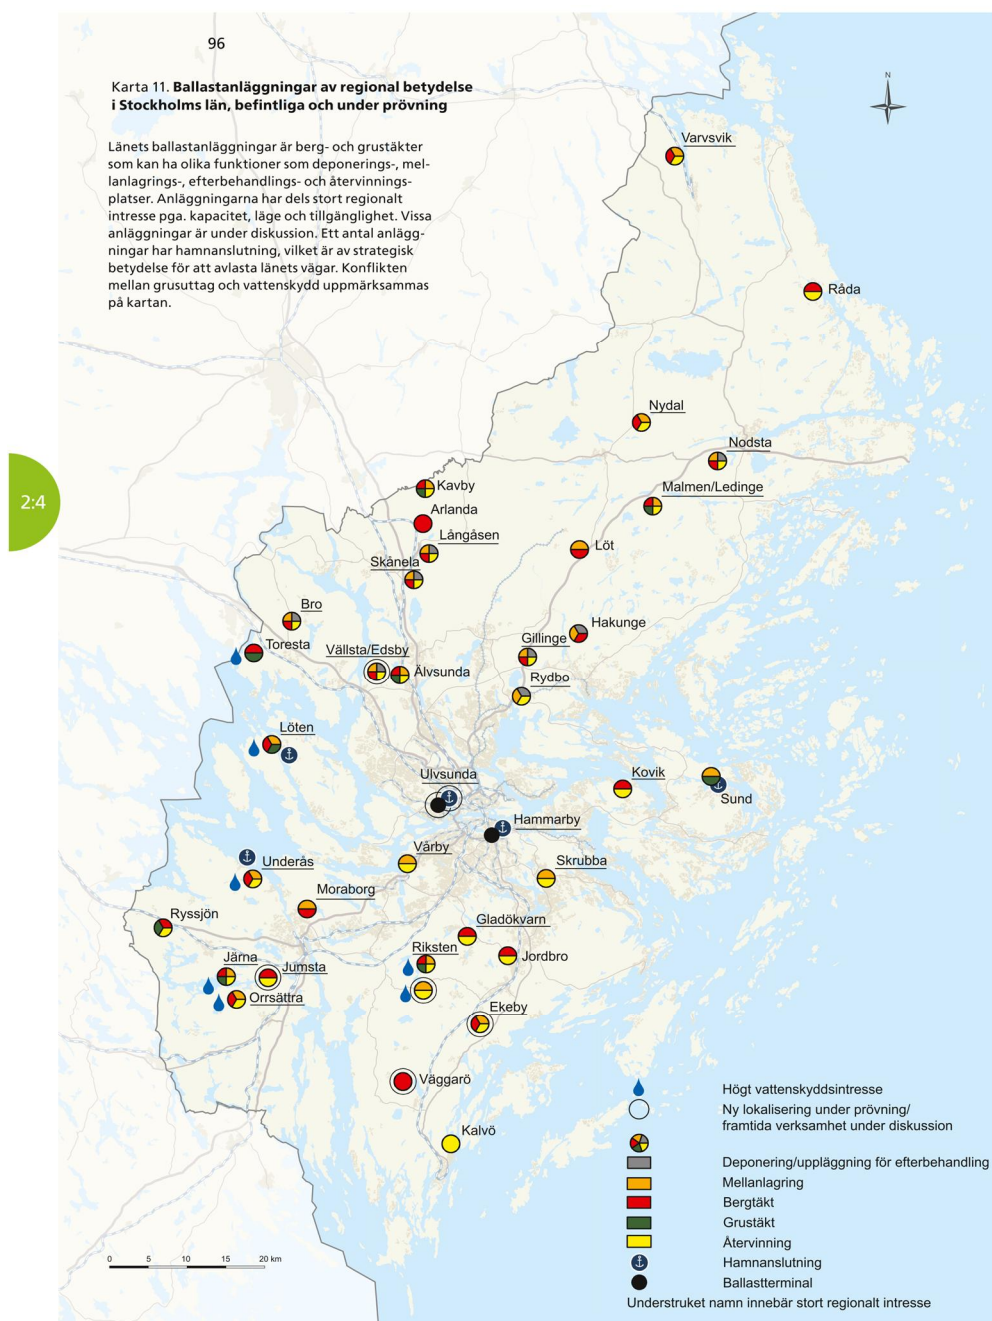 96
Karta 11. Ballastanläggningar av regional betydelse
i Stockholms län, befintliga och under prövning
Länets ballastanläggningar är berg- och grustäkter
som kan ha olika funktioner som deponerings-, mel-
lanlagrings-, efterbehandlings- och återvinnings-
platser. Anläggningarna har dels stort regionalt
intresse pga. kapacitet, läge och tillgänglighet. Vissa
anläggningar är under diskussion. Ett antal anlägg-
ningar har hamnanslutning, vilket är av strategisk
betydelse för att avlasta länets vägar. Konflikten
mellan grusuttag och vattenskydd uppmärksammas
på kartan.
N
Varvsvik
Råda
Nydal
Nodsta
2:4
Kavby
Malmen/Ledinge
Arlanda
Långåsen
Löt
Skånela
Bro
Hakunge
Toresta
Vällsta/Edsby
Gillinge
Älvsunda
Rydbo
Löten
Ulvsunda
Kovik
Sund
Hammarby
Vårby
Underås
Skrubba
Moraborg
Ryssjön
Gladökvarn
Järna
Jumsta
Riksten
Jordbro
Orrsättra
Ekeby
Väggarö
Kalvö
Högt vattenskyddsintresse
Ny lokalisering under prövning/
framtida verksamhet under diskussion
Deponering/uppläggning för efterbehandling
Mellanlagring
Bergtäkt
Grustäkt
Återvinning
Hamnanslutning
Ballastterminal
Understruket namn innebär stort regionalt intresse
0 5 10 15 20 km